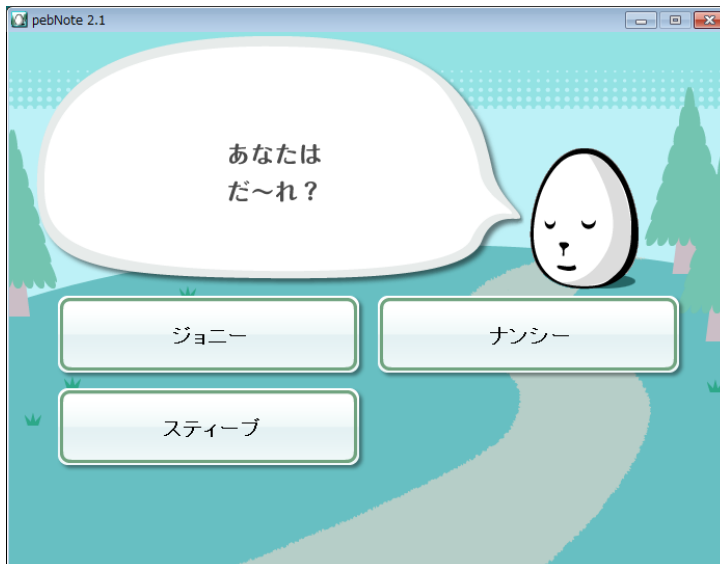 pebNote 2.1
あなたは
だ～れ？
ジョニー
ナンシー
スティーブ